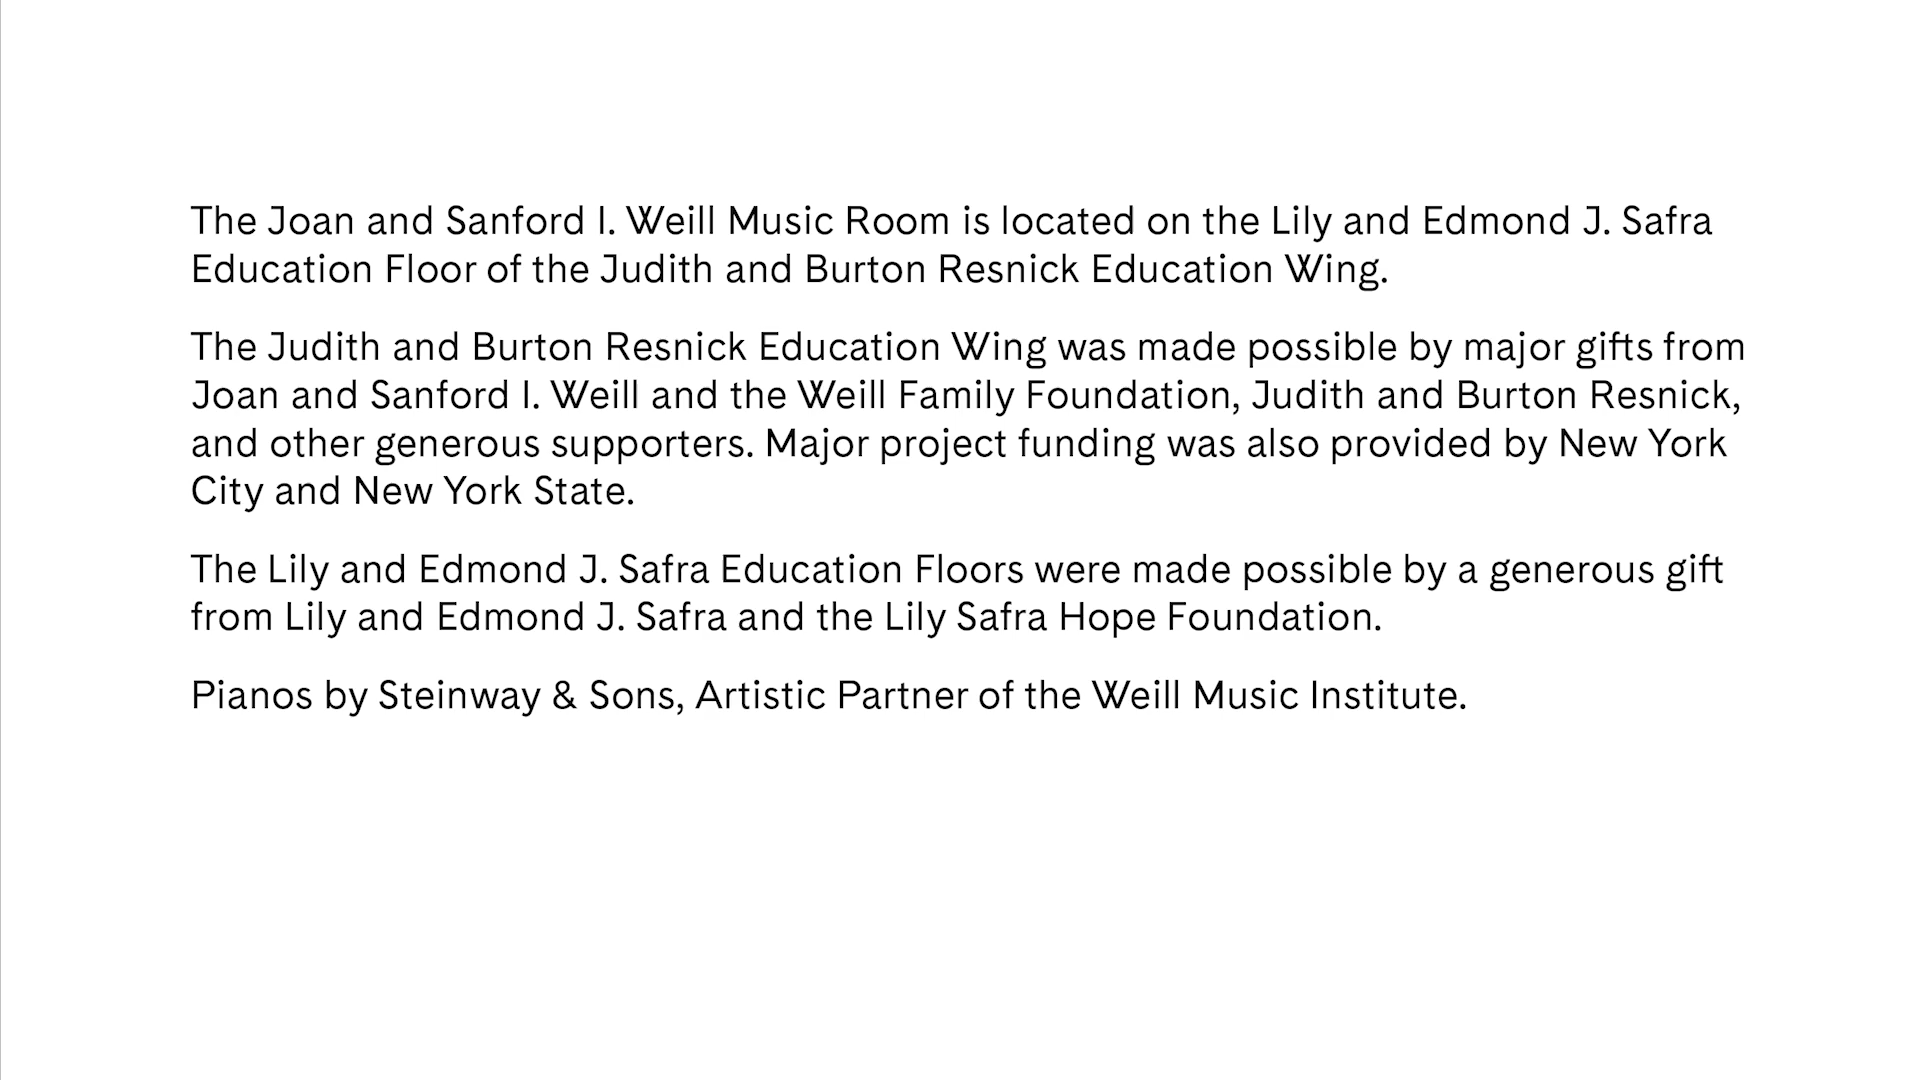 The Joan and Sanford I. Weill Music Room is located on the Lily and Edmond J. Safra
Education Floor of the Judith and Burton Resnick Education Wing.
The Judith and Burton Resnick Education Wing was made possible by major gifts from
Joan and Sanford I. Weill and the Weill Family Foundation, Judith and Burton Resnick,
and other generous supporters. Major project funding was also provided by New York
City and New York State.
The Lily and Edmond J. Safra Education Floors were made possible by a generous gift
from Lily and Edmond J. Safra and the Lily Safra Hope Foundation.
Pianos by Steinway & Sons, Artistic Partner of the Weill Music Institute.